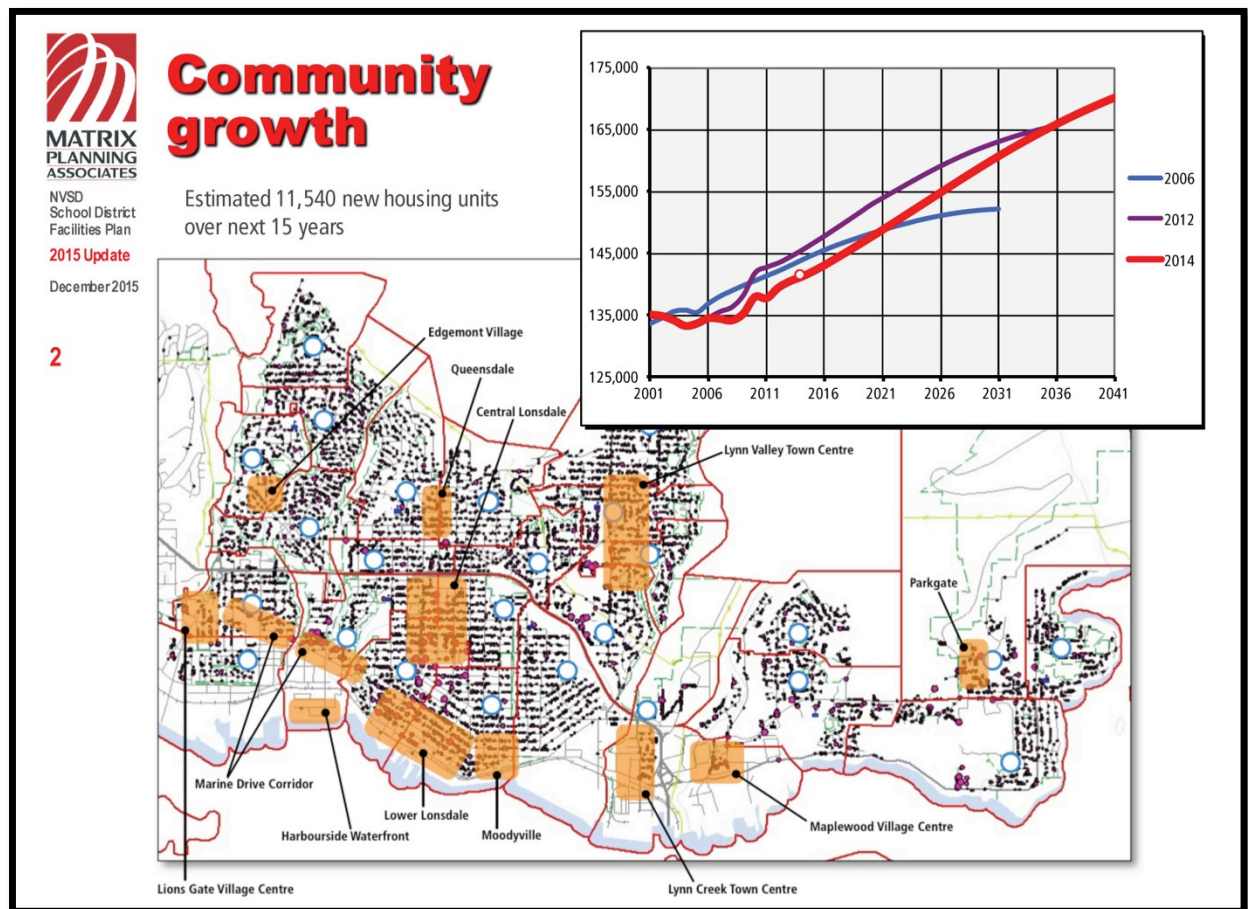 MATRIX
PLANNING
ASSOCIATES
NVSD
School District
Facilities Plan
2015 Update
December 2015
2
Community
growth
Estimated 11,540 new housing units
over next 15 years
175,000
165,000
155,000
145,000
135,000
125,000
2001 2006 2011 2016 2021 2026 2031 2036 2041
2006
2012
2014
Edgemont Village
Queensdale
Central Lonsdale
Lynn Valley Town Centre
Parkgate
Marine Drive Corridor
Harbourside Waterfront
Lower Lonsdale
Moodyville
Maplewood Village Centre
Lions Gate Village Centre
Lynn Creek Town Centre